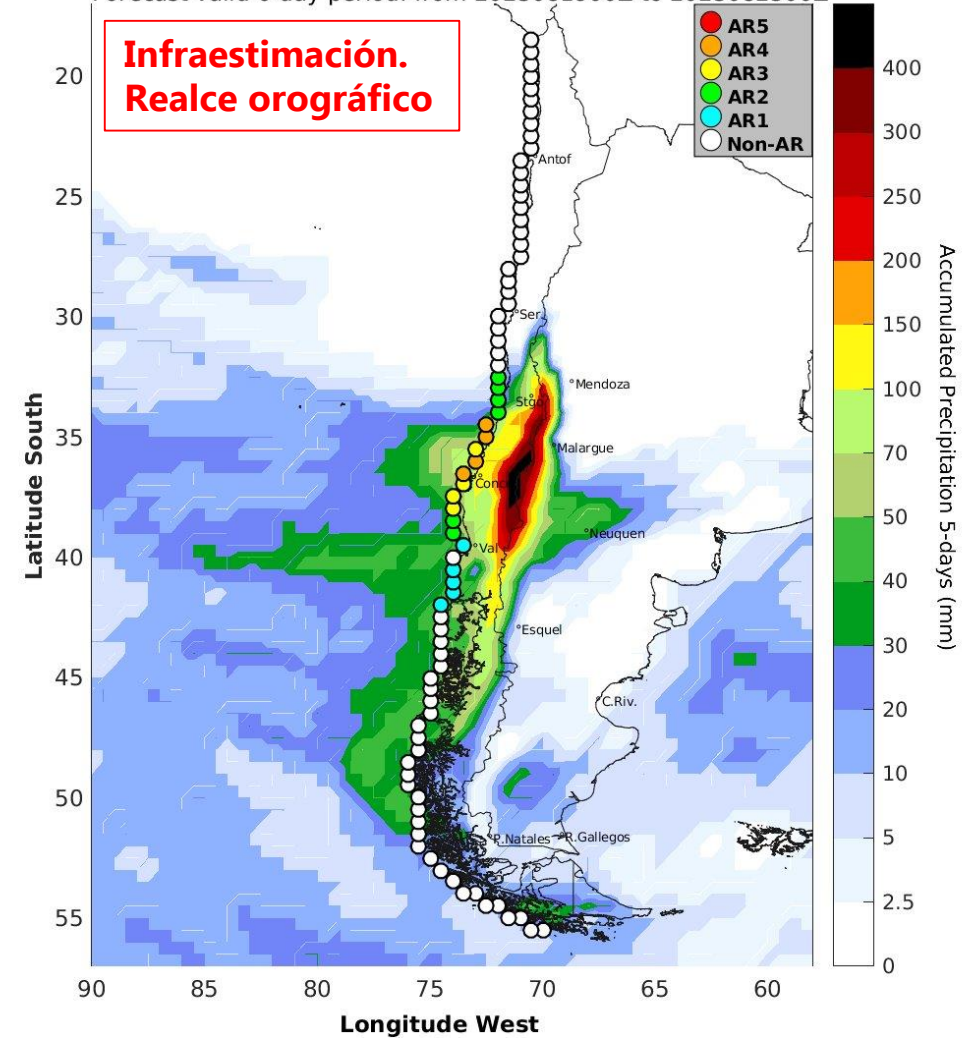 Infraestimación.
Realce orográfico
AR5
AR4
AR3
AR2
AR1
Non-AR
20
25
30
35
40
45
50
55
Latitude South
°Antof
°Ser.
°Mendoza
Stgo
°Malargue
°Conc
°Neuquen
°Val
°Esquel
°C.Riv.
°P.Natales
°R.Gallegos
90 85 80 75 70 65 60
Longitude West
400
300
250
200
150
100
70
50
40
30
20
10
5
2.5
0
Accumulated Precipitation 5-days (mm)